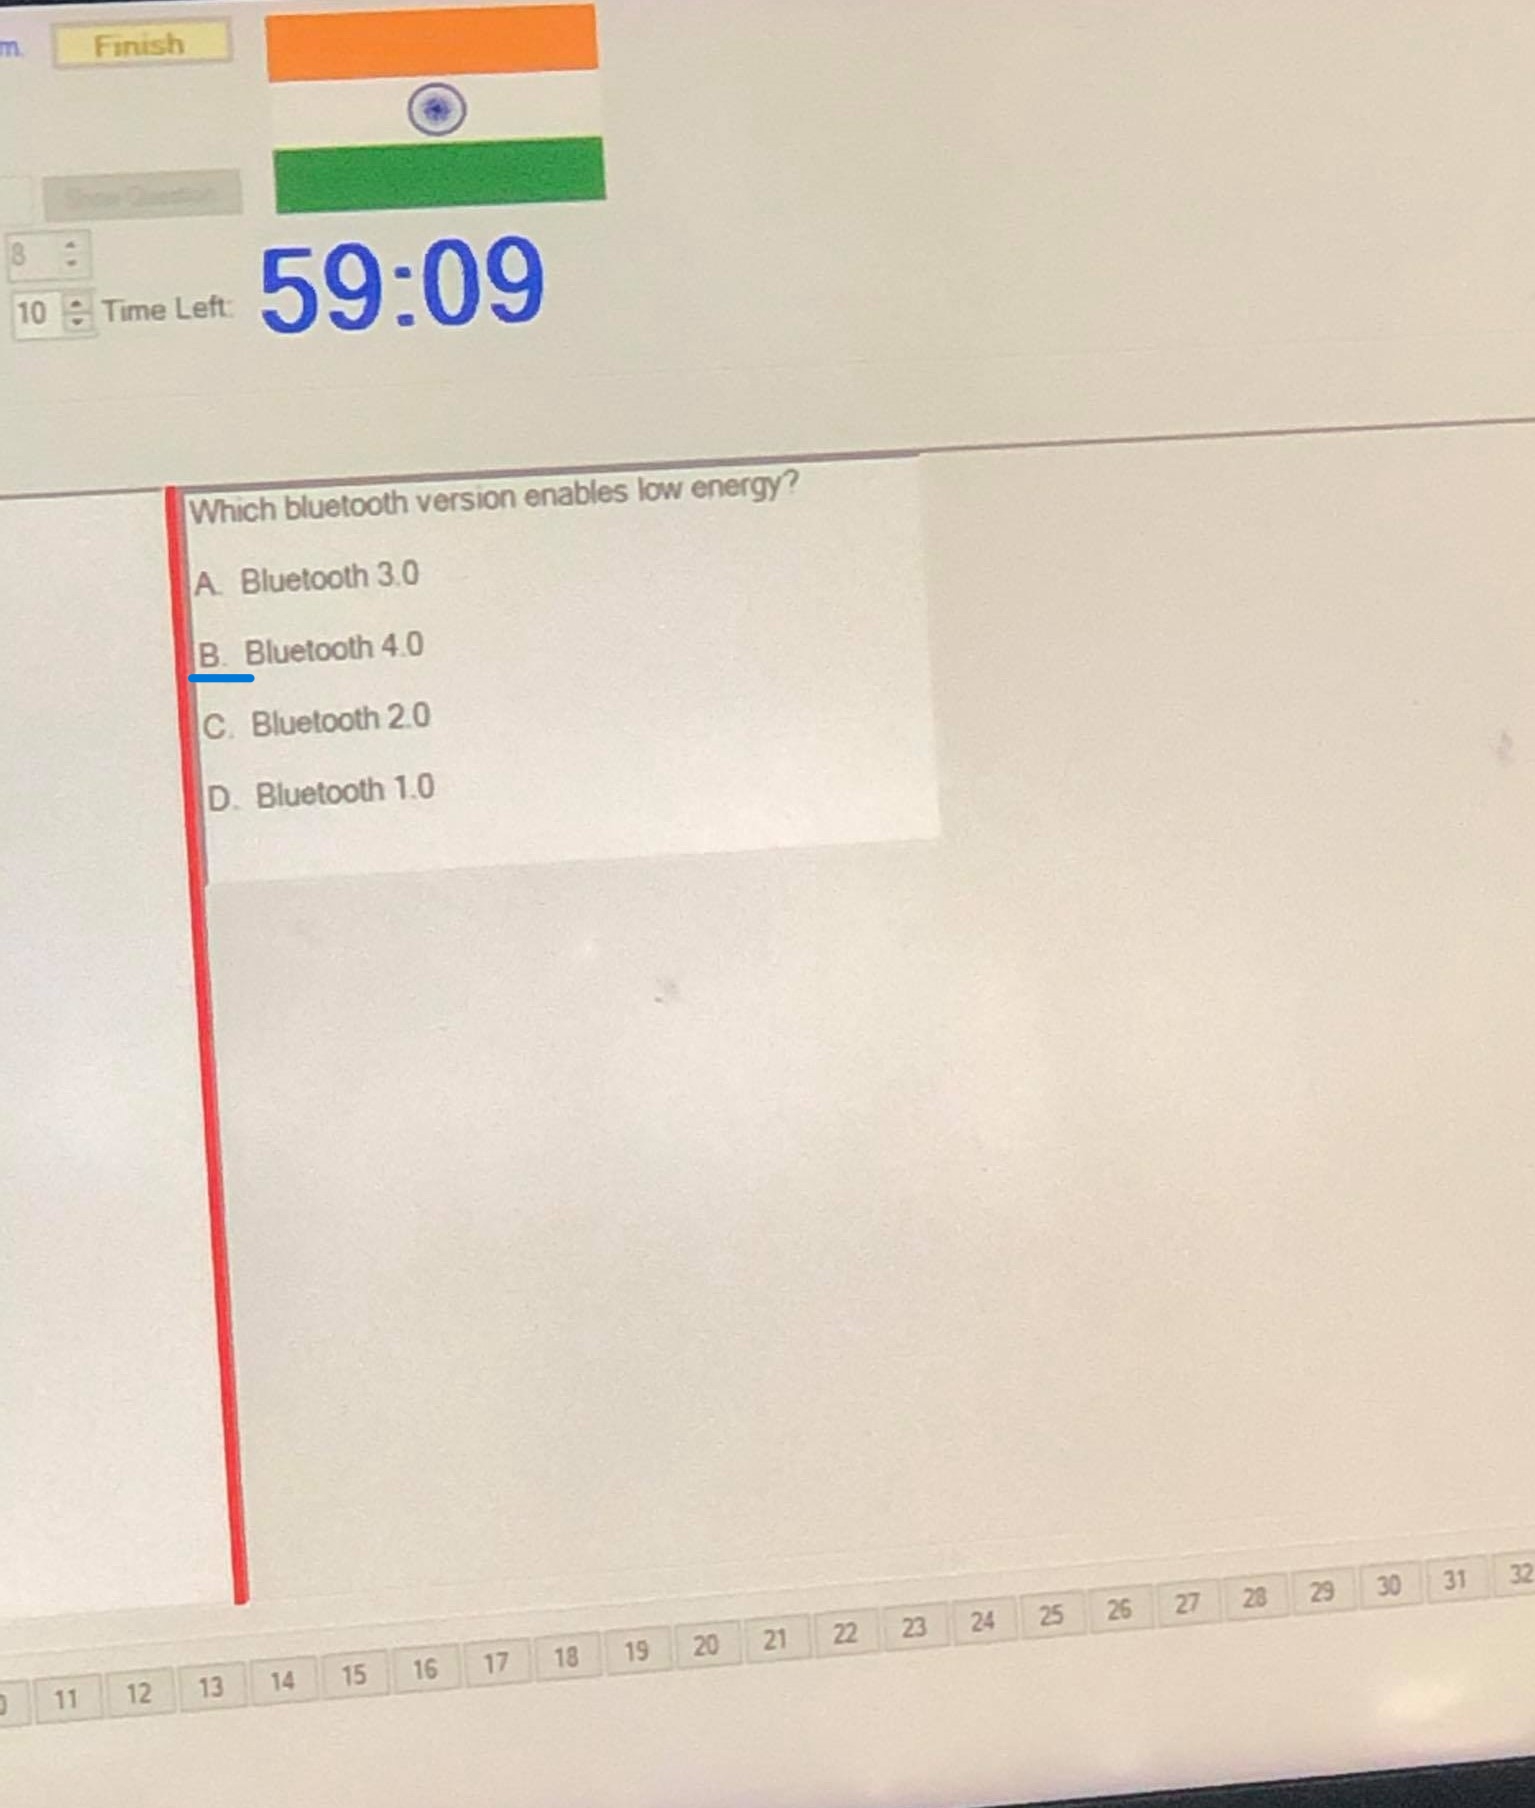 m.
Finish
Show Question
8
10
Time Left:
59:09
Which bluetooth version enables low energy?
A. Bluetooth 3.0
B. Bluetooth 4.0
C. Bluetooth 2.0
D. Bluetooth 1.0
11 12 13 14 15 16 17 18 19 20 21 22 23 24 25 26 27 28 29 30 31 32